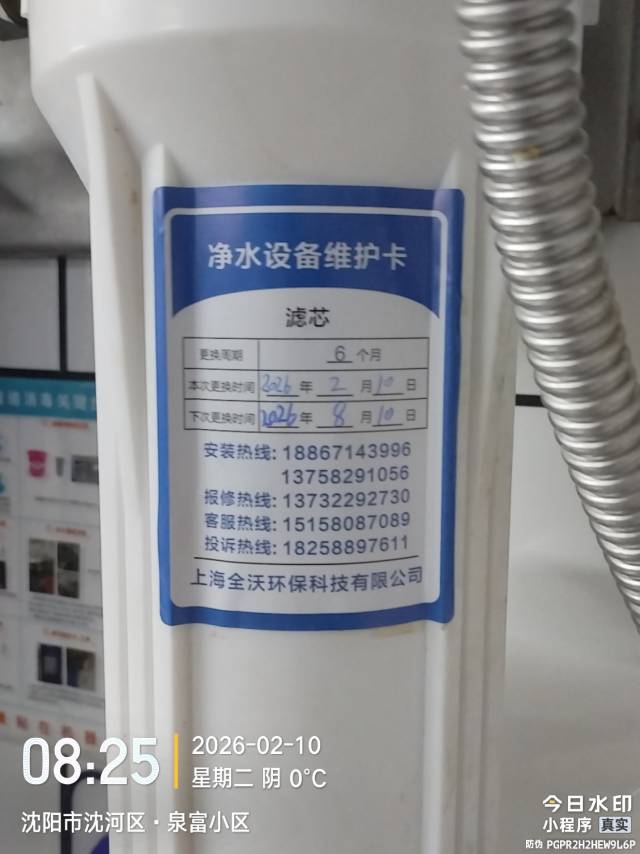 净水设备维护卡
滤芯
更换周期 6 个月
本次更换时间 2026 年 2 月 10 日
下次更换时间 2026 年 8 月 10 日
安装热线: 18867143996
13758291056
报修热线: 13732292730
客服热线: 15158087089
投诉热线: 18258897611
上海全沃环保科技有限公司
08:25
2026-02-10
星期二 阴 0℃
沈阳市沈河区·泉富小区
今日水印
小程序 真实
防伪 PGPR2H2HEW9L6P